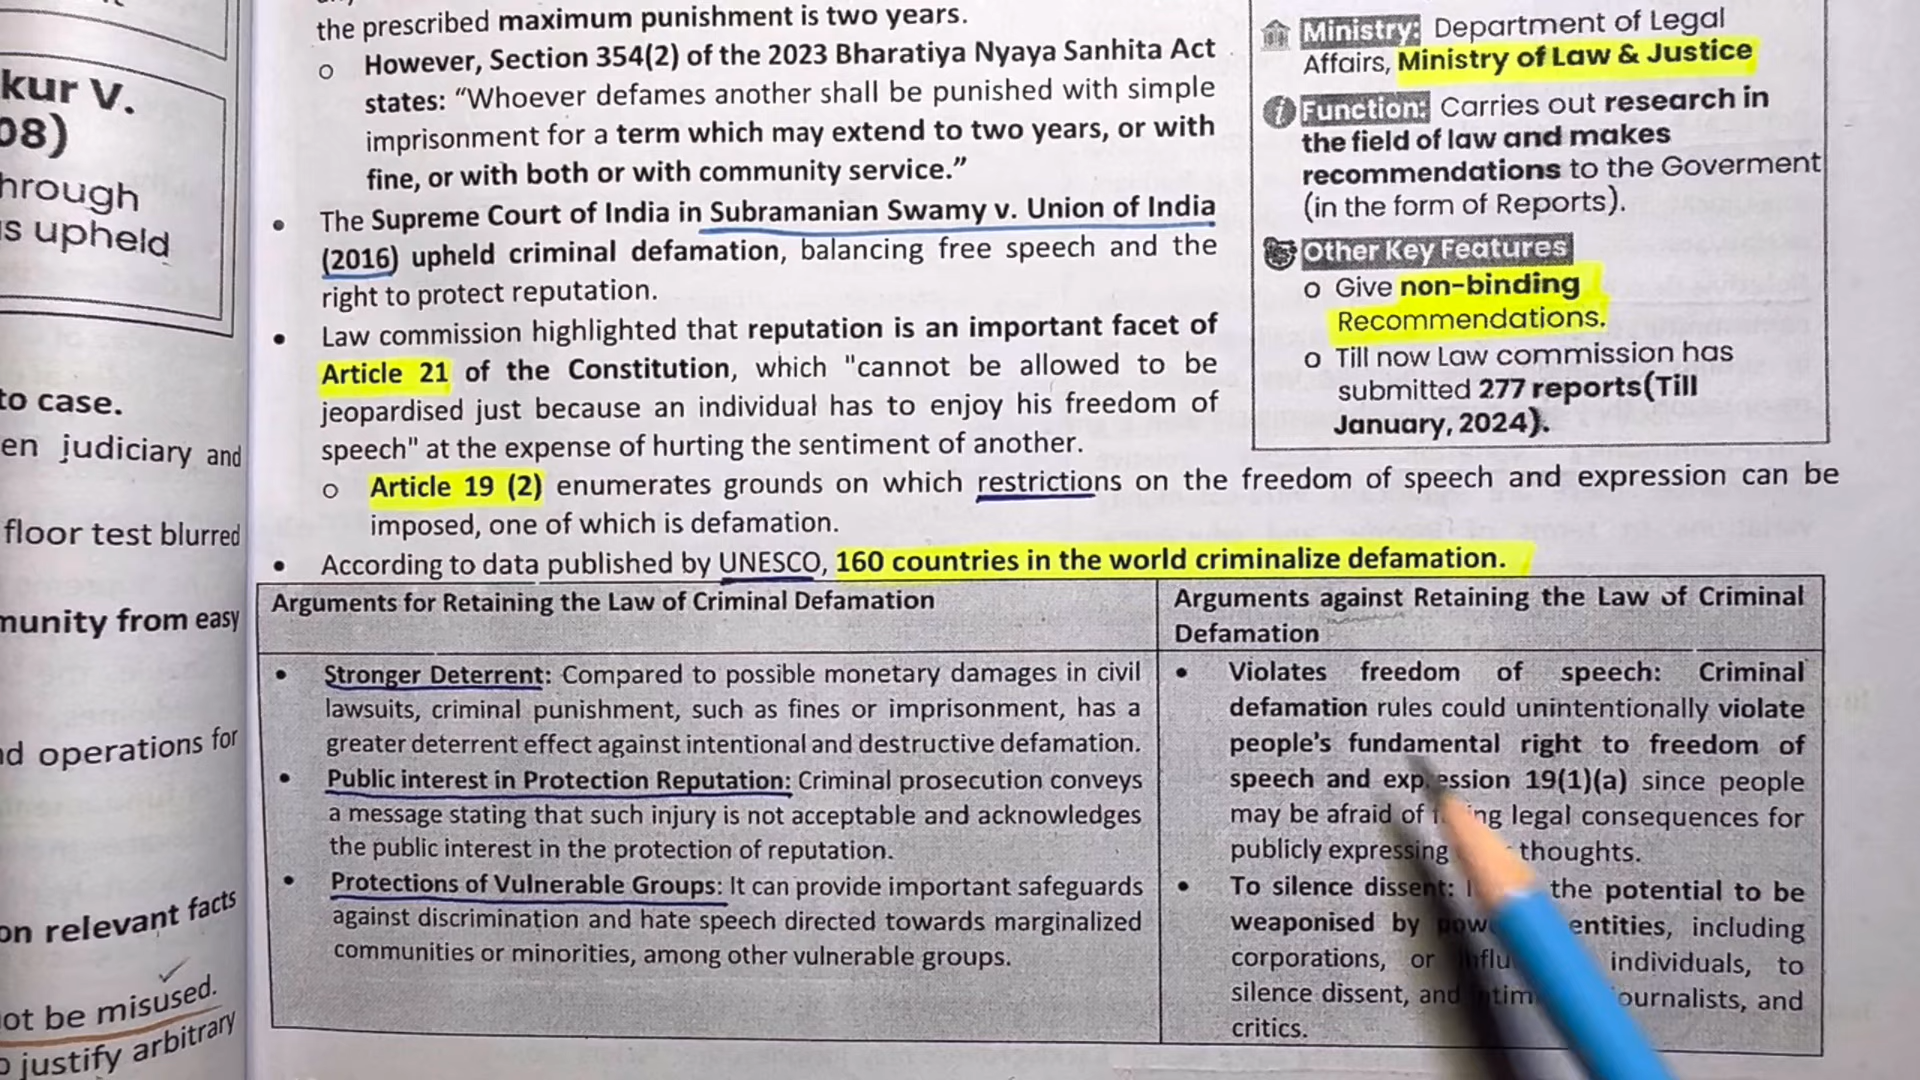 the prescribed maximum punishment is two years.
o However, Section 354(2) of the 2023 Bharatiya Nyaya Sanhita Act
states: “Whoever defames another shall be punished with simple
imprisonment for a term which may extend to two years, or with
fine, or with both or with community service.”
• The Supreme Court of India in Subramanian Swamy v. Union of India
(2016) upheld criminal defamation, balancing free speech and the
right to protect reputation.
• Law commission highlighted that reputation is an important facet of
Article 21 of the Constitution, which "cannot be allowed to be
jeopardised just because an individual has to enjoy his freedom of
speech" at the expense of hurting the sentiment of another.
o Article 19 (2) enumerates grounds on which restrictions on the freedom of speech and expression can be
imposed, one of which is defamation.
• According to data published by UNESCO, 160 countries in the world criminalize defamation.
Ministry: Department of Legal
Affairs, Ministry of Law & Justice
Function: Carries out research in
the field of law and makes
recommendations to the Goverment
(in the form of Reports).
Other Key Features
o Give non-binding
Recommendations.
o Till now Law commission has
submitted 277 reports(Till
January, 2024).
Arguments for Retaining the Law of Criminal Defamation
• Stronger Deterrent: Compared to possible monetary damages in civil
lawsuits, criminal punishment, such as fines or imprisonment, has a
greater deterrent effect against intentional and destructive defamation.
• Public interest in Protection Reputation: Criminal prosecution conveys
a message stating that such injury is not acceptable and acknowledges
the public interest in the protection of reputation.
• Protections of Vulnerable Groups: It can provide important safeguards
against discrimination and hate speech directed towards marginalized
communities or minorities, among other vulnerable groups.
Arguments against Retaining the Law of Criminal
Defamation
• Violates freedom of speech: Criminal
defamation rules could unintentionally violate
people's fundamental right to freedom of
speech and expression 19(1)(a) since people
may be afraid of legal consequences for
publicly expressing thoughts.
• To silence dissent: the potential to be
weaponised by entities, including
corporations, or individuals, to
silence dissent, and journalists, and
critics.
kur V.
08)
hrough
s upheld
to case.
en judiciary and
floor test blurred
munity from easy
d operations for
on relevant facts
ot be misused.
o justify arbitrary